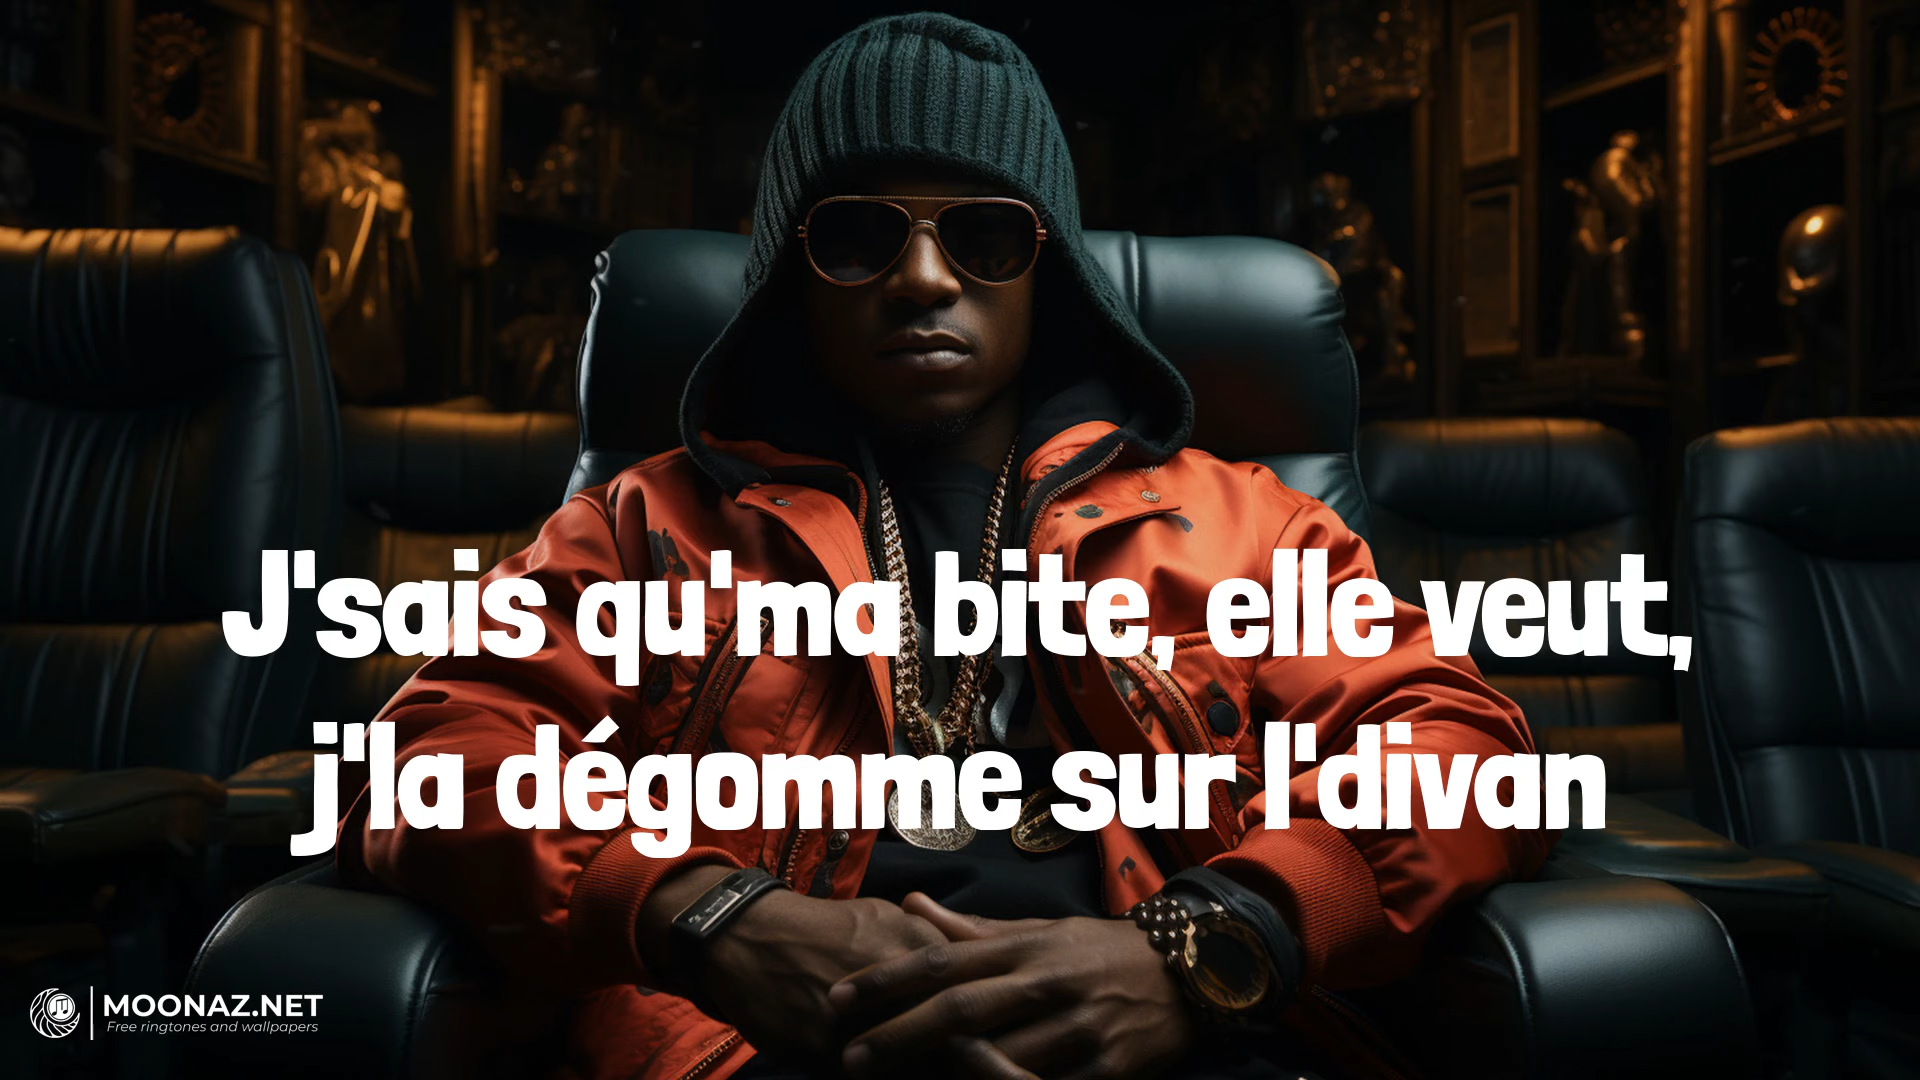 J'sais qu'ma bite, elle veut,
j'la dégomme sur l'divan
MOONAZ.NET
Free ringtones and wallpapers